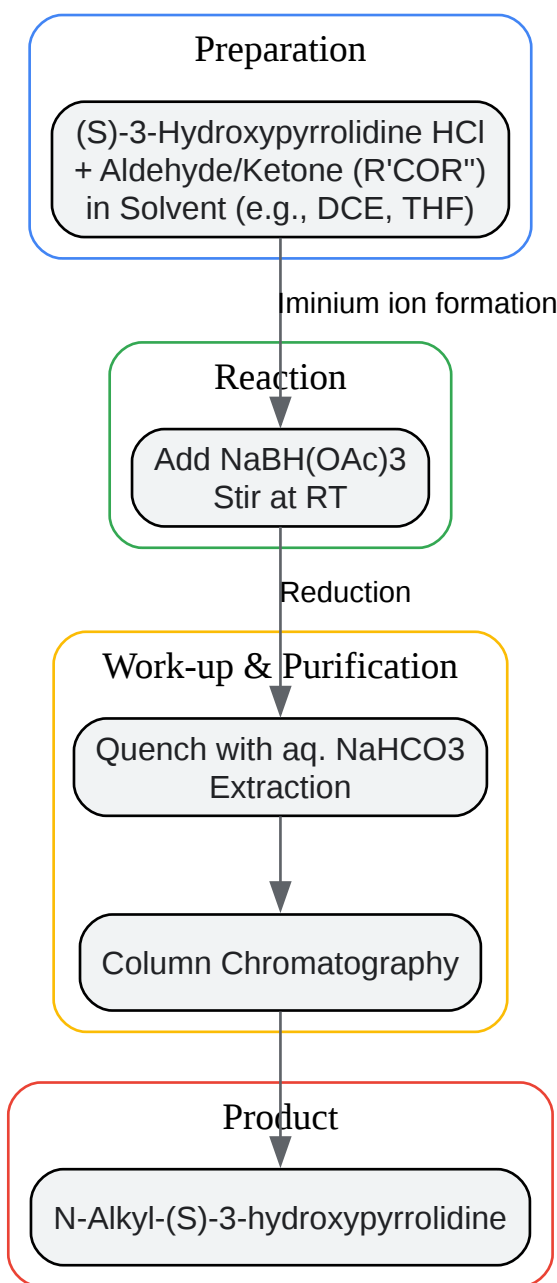 Preparation
(S)-3-Hydroxypyrrolidine HCl
+ Aldehyde/Ketone (R'COR")
in Solvent (e.g., DCE, THF)
Iminium ion formation
Reaction
Add NaBH(OAc)3
Stir at RT
Reduction
Work-up & Purification
Quench with aq. NaHCO3
Extraction
Column Chromatography
Product
N-Alkyl-(S)-3-hydroxypyrrolidine